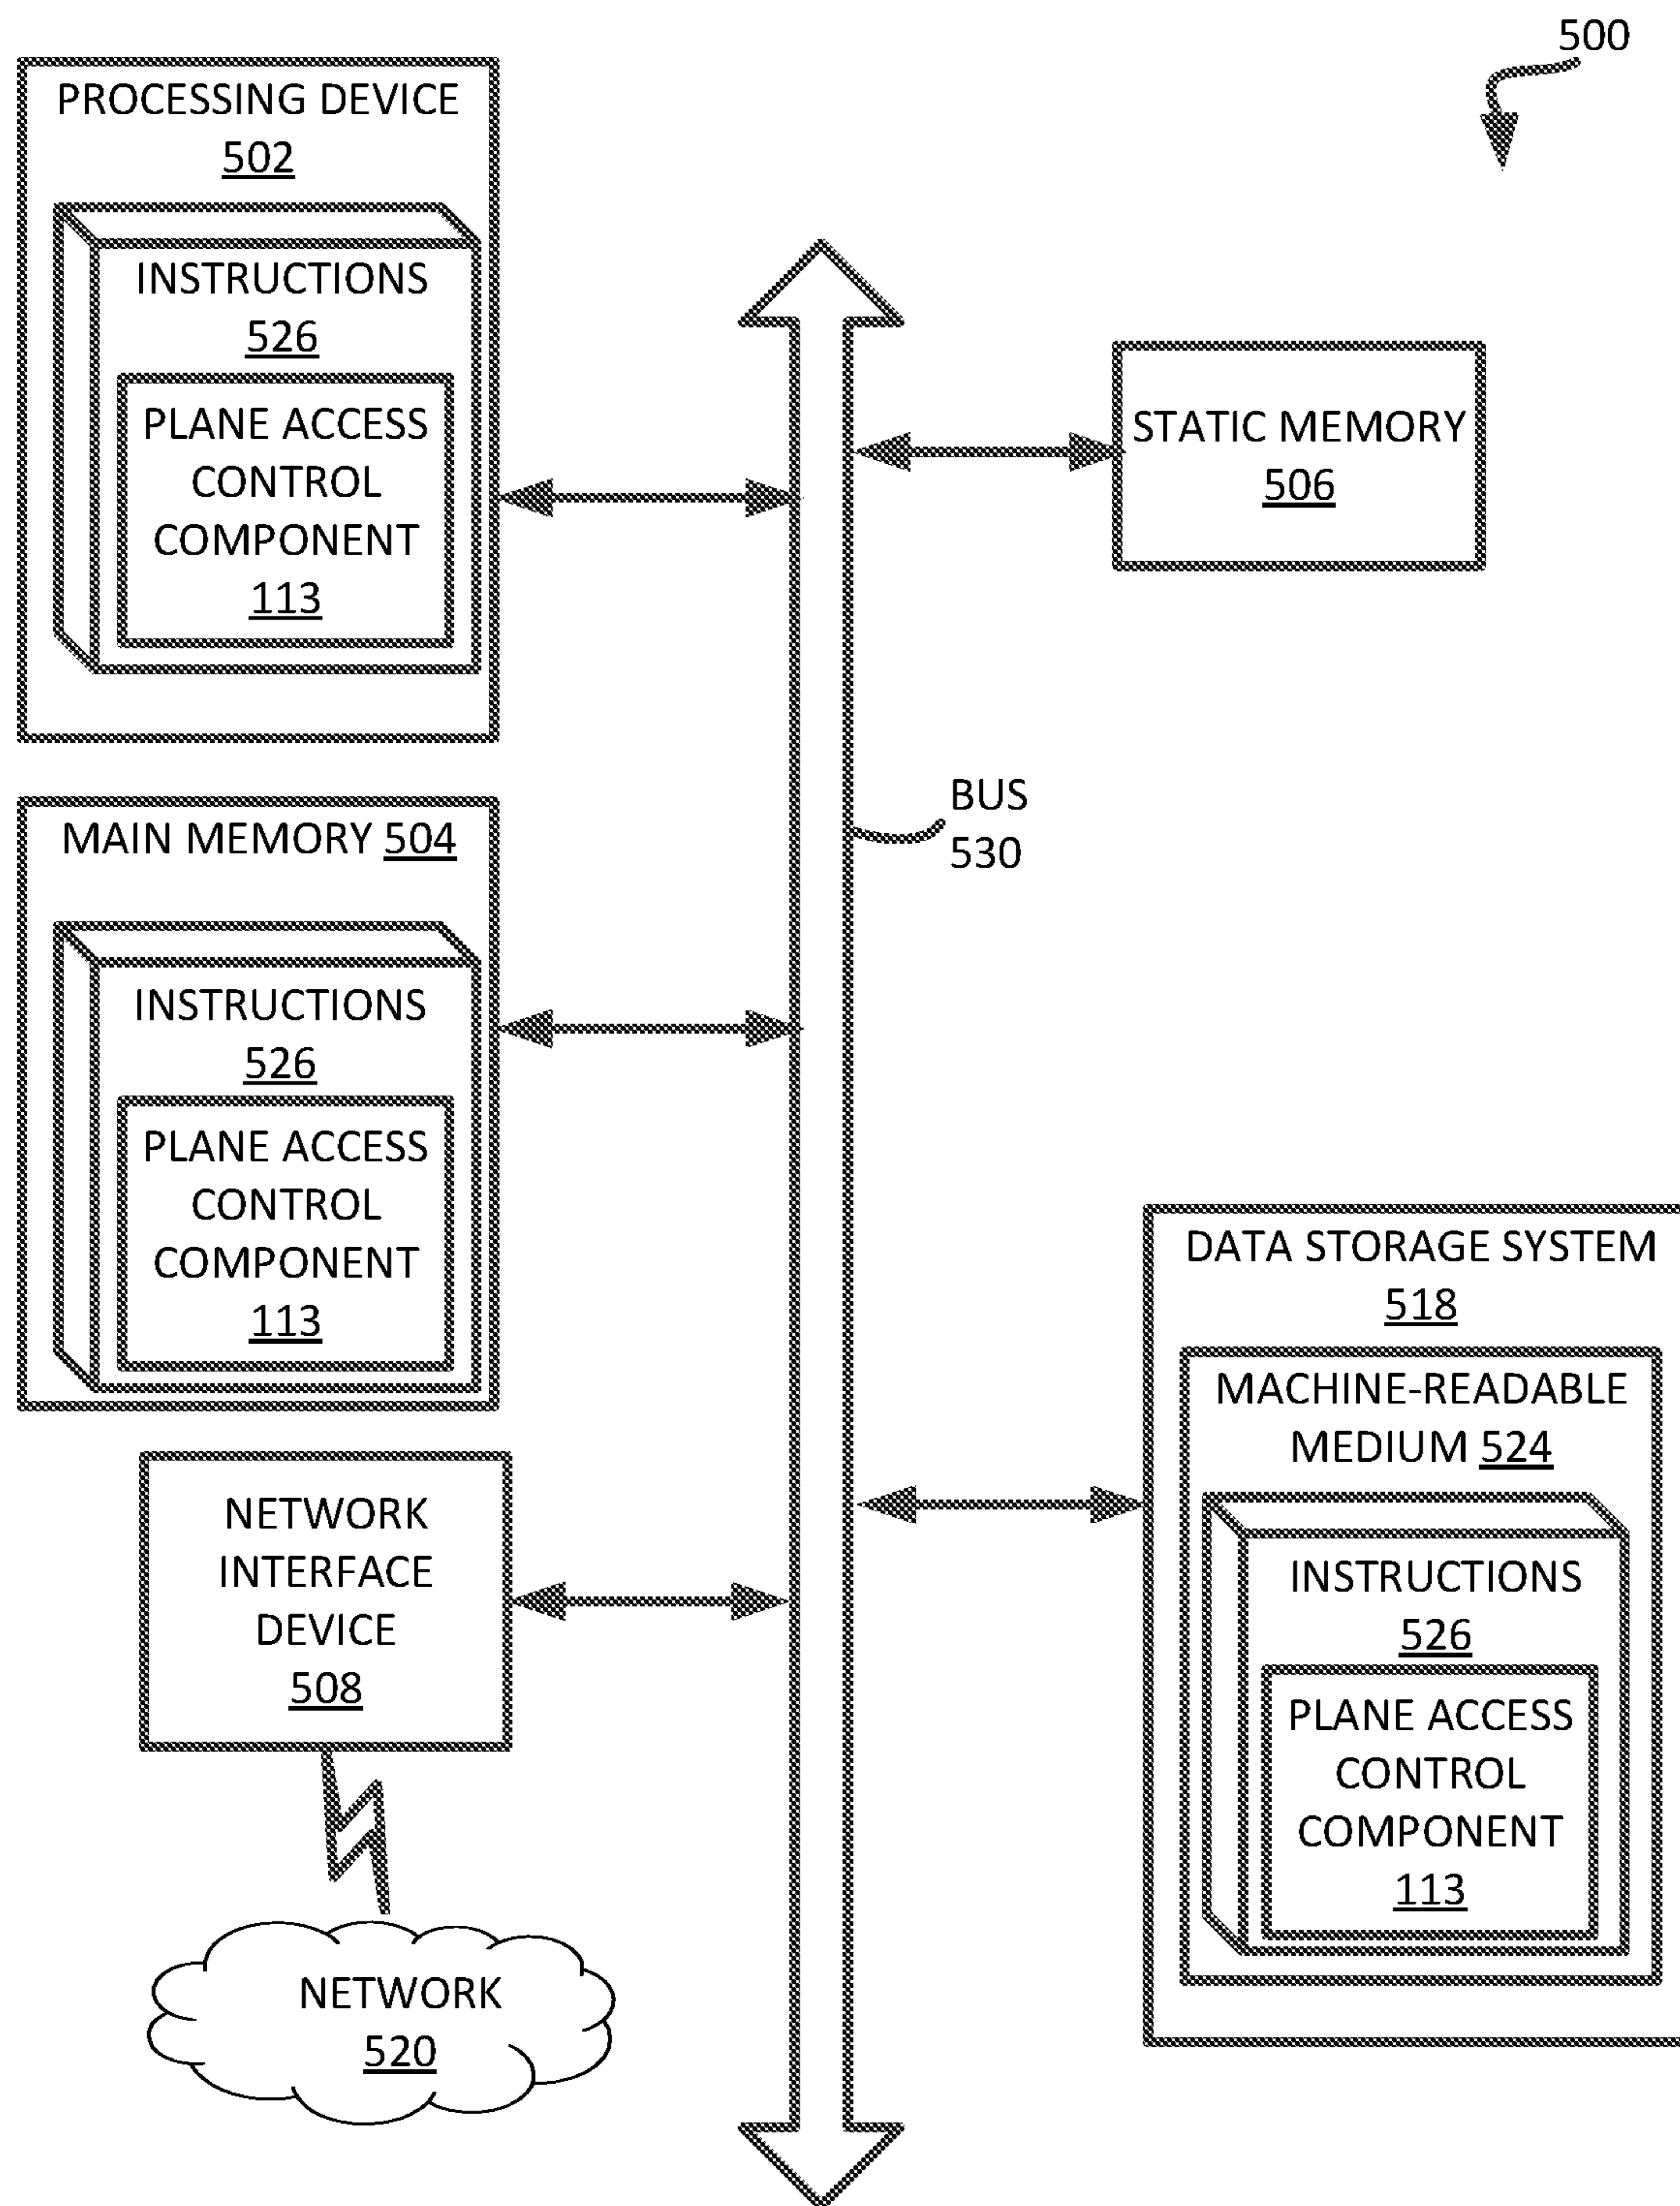 500
PROCESSING DEVICE
502
INSTRUCTIONS
526
PLANE ACCESS
CONTROL
COMPONENT
113
STATIC MEMORY
506
BUS
530
MAIN MEMORY 504
INSTRUCTIONS
526
PLANE ACCESS
CONTROL
COMPONENT
113
DATA STORAGE SYSTEM
518
MACHINE-READABLE
MEDIUM 524
INSTRUCTIONS
526
PLANE ACCESS
CONTROL
COMPONENT
113
NETWORK
INTERFACE
DEVICE
508
NETWORK
520